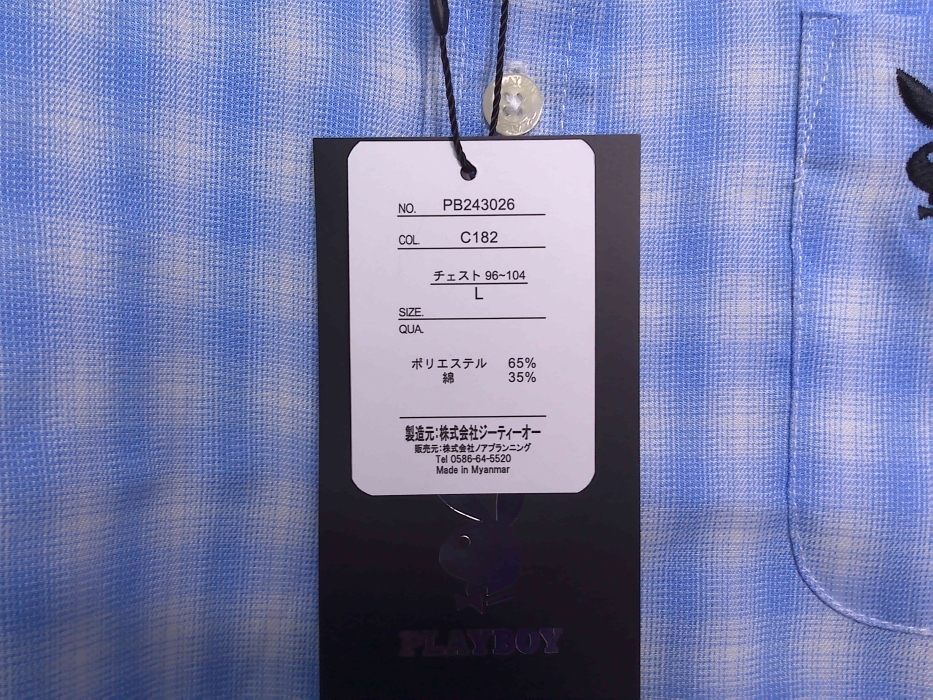 NO. PB243026
COL. C182
チェスト 96~104
L
SIZE.
QUA.
ポリエステル 65%
綿 35%
製造元:株式会社ジーティーオー
販売元:株式会社ノアプランニング
Tel 0586-64-5520
Made in Myanmar
PLAYBOY